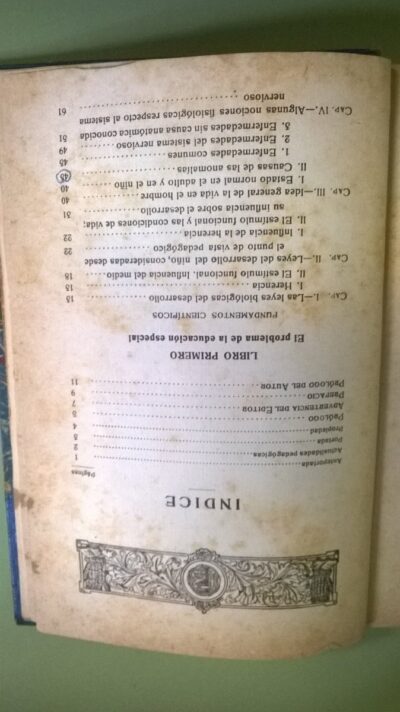 INDICE
Páginas
Anteportada 1
Actualidades pedagógicas 2
Portada 3
Propiedad 4
PRÓLOGO 5
ADVERTENCIA DEL EDITOR 7
PREFACIO 9
PRÓLOGO DEL AUTOR 11
LIBRO PRIMERO
El problema de la educación especial
FUNDAMENTOS CIENTÍFICOS
CAP. I.—Las leyes biológicas del desarrollo 15
I. Herencia 15
II. El estímulo funcional. Influencia del medio 18
CAP. II.—Leyes del desarrollo del niño, consideradas desde
el punto de vista pedagógico 22
I. Influencia de la herencia 22
II. El estímulo funcional y las condiciones de vida;
su influencia sobre el desarrollo 31
CAP. III.—Idea general de la vida en el hombre 40
I. Estado normal en el adulto y en el niño 40
II. Causas de las anomalías 45
1. Enfermedades comunes 45
2. Enfermedades del sistema nervioso 49
3. Enfermedades sin causa anatómica conocida 51
CAP. IV.—Algunas nociones fisiológicas respecto al sistema
nervioso 61